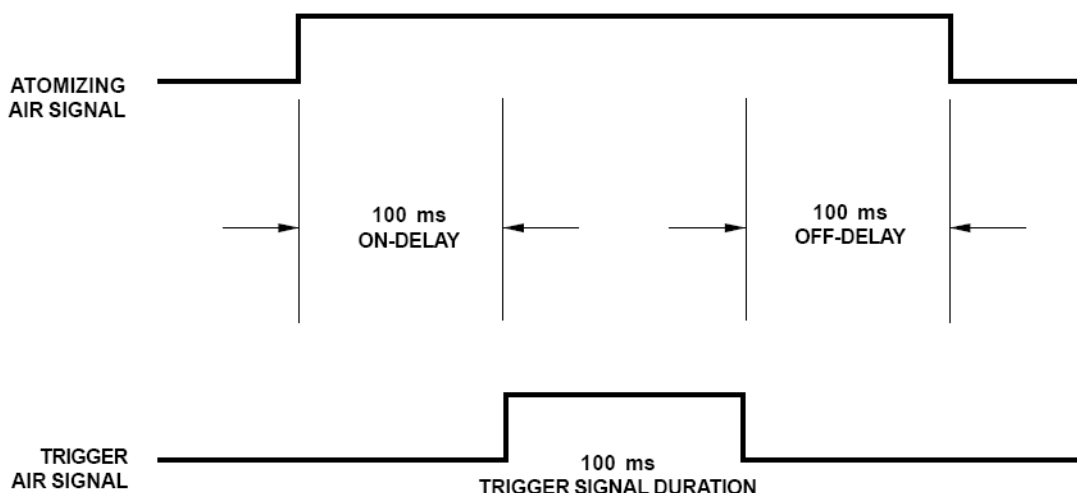 ATOMIZING
AIR SIGNAL
100 ms
ON-DELAY
100 ms
OFF-DELAY
TRIGGER
AIR SIGNAL
100 ms
TRIGGER SIGNAL DURATION